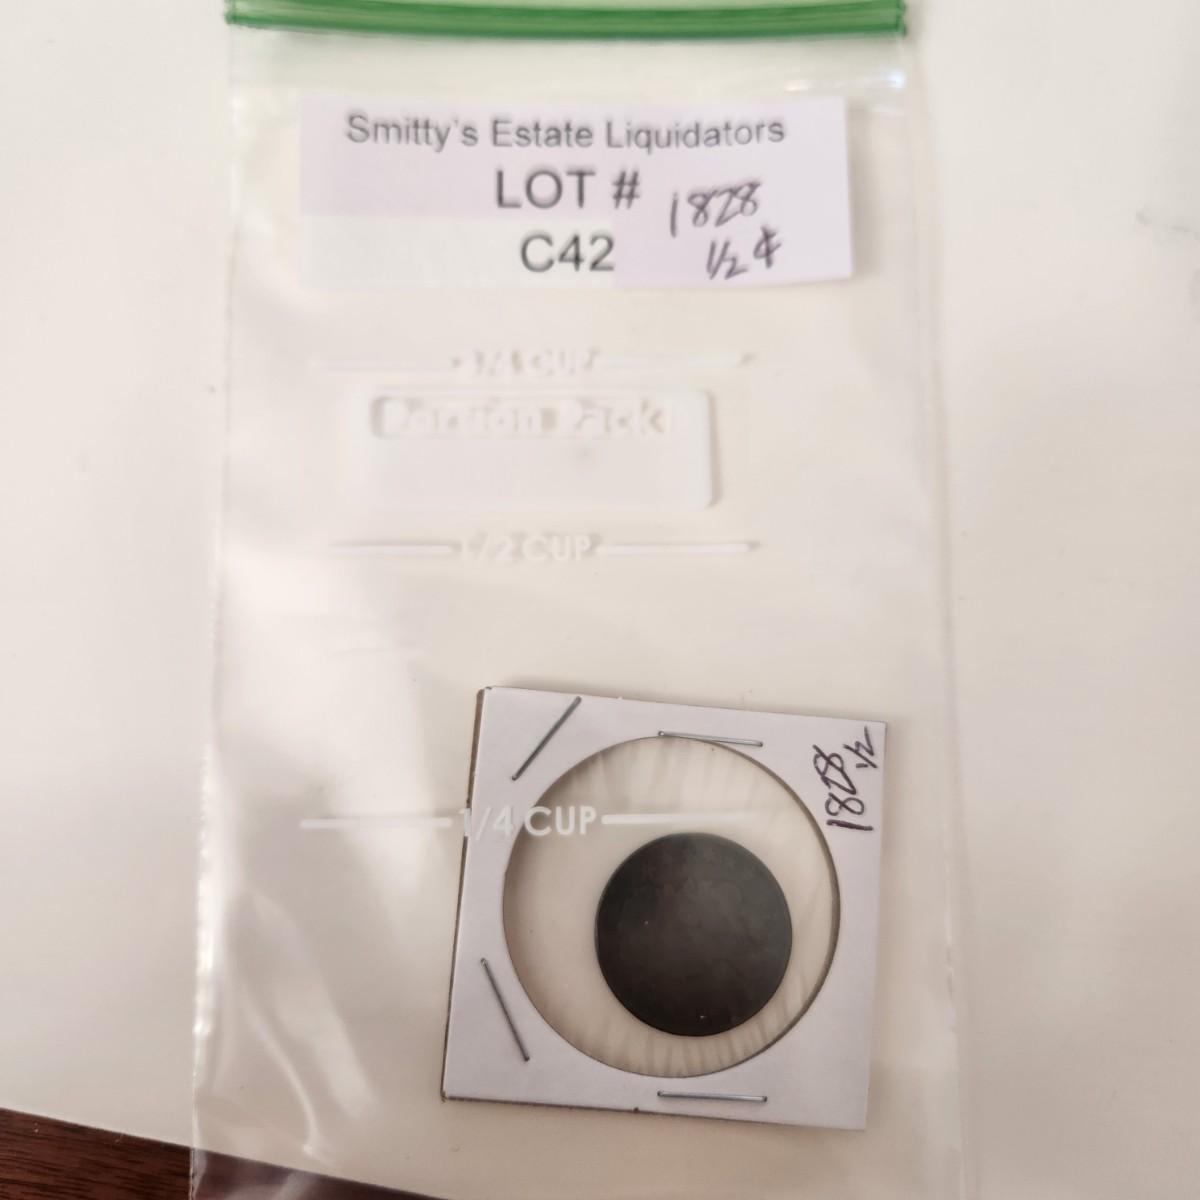 Smitty's Estate Liquidators
LOT # 1828
C42 1/2 ¢
3/4 CUP
Portion Pack
1/2 CUP
1828
1/2
1/4 CUP